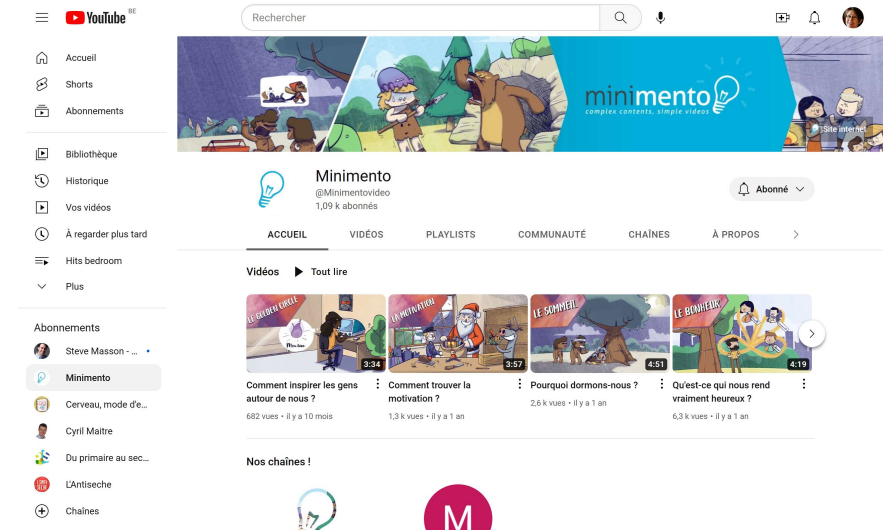 YouTube BE
Rechercher
Accueil
Shorts
Abonnements
Bibliothèque
Historique
Vos vidéos
À regarder plus tard
Hits bedroom
Plus
Abonnements
Steve Masson - ...
Minimento
Cerveau, mode d'e...
Cyril Maitre
Du primaire au sec...
L'Antiseche
Chaînes
minimento
complex contents, simple videos
Site internet
Minimento
@Minimentovideo
1,09 k abonnés
Abonné
ACCUEIL VIDÉOS PLAYLISTS COMMUNAUTÉ CHAÎNES À PROPOS
Vidéos Tout lire
LE GOLDEN CIRCLE
3:34
Comment inspirer les gens
autour de nous ?
682 vues • il y a 10 mois
LA MOTIVATION
3:57
Comment trouver la
motivation ?
1,3 k vues • il y a 1 an
LE SOMMEIL
4:51
Pourquoi dormons-nous ?
2,6 k vues • il y a 1 an
LE BONHEUR
4:19
Qu'est-ce qui nous rend
vraiment heureux ?
6,3 k vues • il y a 1 an
Nos chaînes !
M